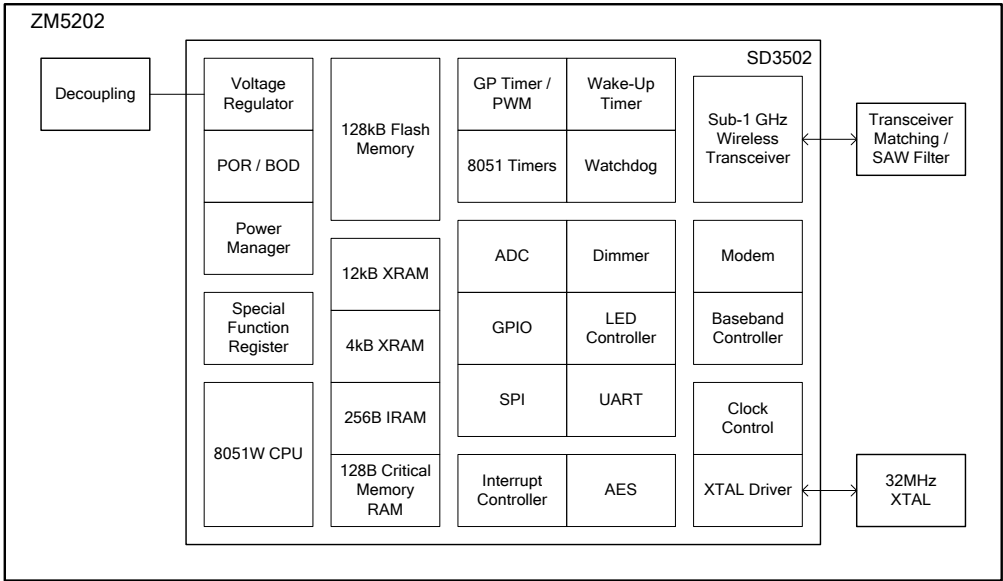 ZM5202
SD3502
Decoupling
Voltage
Regulator
POR / BOD
Power
Manager
Special
Function
Register
8051W CPU
128kB Flash
Memory
12kB XRAM
4kB XRAM
256B IRAM
128B Critical
Memory
RAM
GP Timer /
PWM
Wake-Up
Timer
8051 Timers
Watchdog
ADC
Dimmer
GPIO
LED
Controller
SPI
UART
Interrupt
Controller
AES
Sub-1 GHz
Wireless
Transceiver
Modem
Baseband
Controller
Clock
Control
XTAL Driver
Transceiver
Matching /
SAW Filter
32MHz
XTAL